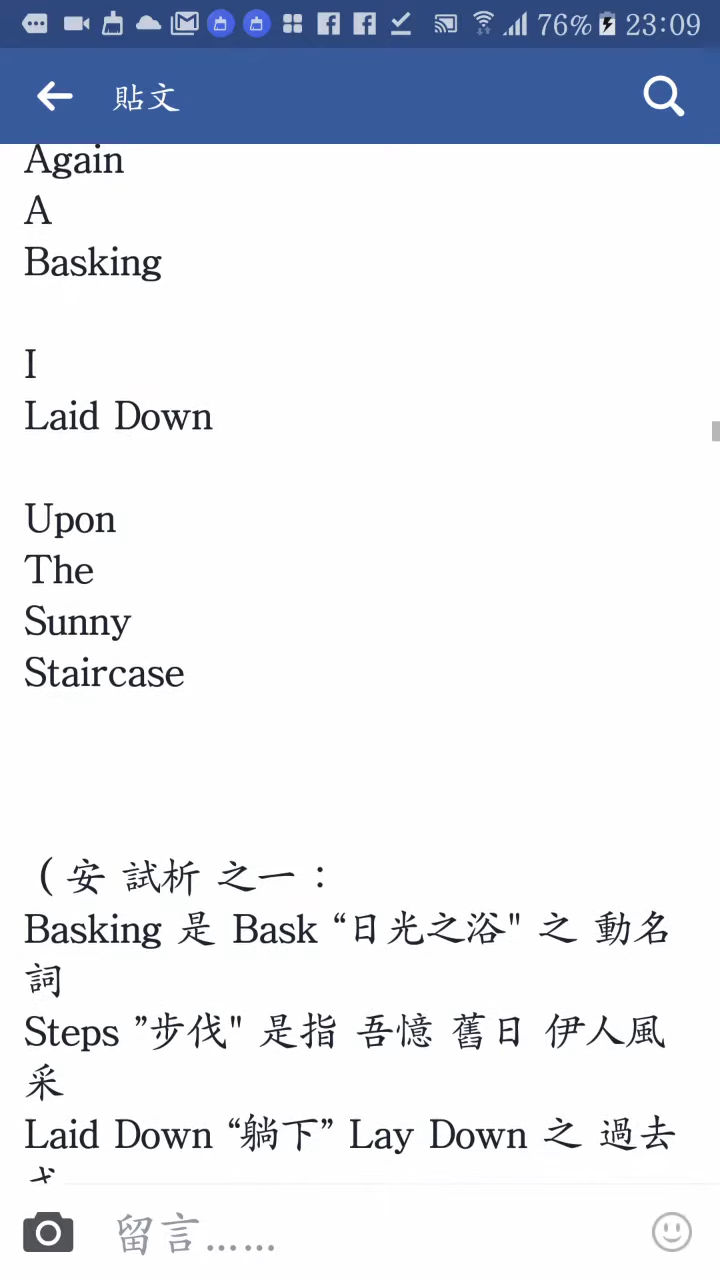 76% 23:09
貼文
Again
A
Basking
I
Laid Down
Upon
The
Sunny
Staircase
（安 試析 之一：
Basking 是 Bask “日光之浴" 之 動名
詞
Steps ”步伐" 是指 吾憶 舊日 伊人風
采
Laid Down “躺下” Lay Down 之 過去
留言......